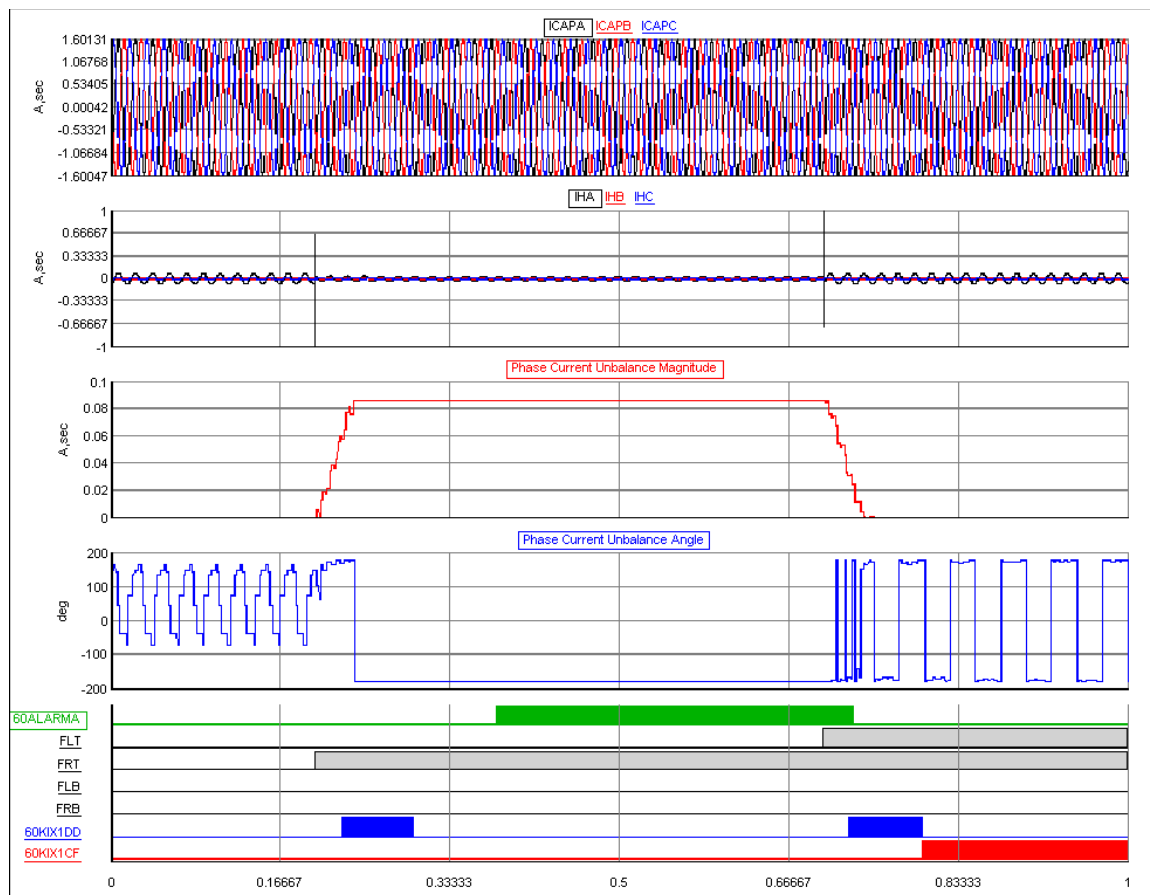 ICAPA ICAPB ICAPC
1.60131
1.06768
0.53405
0.00042
-0.53321
-1.06684
-1.60047
A,sec
IHA IHB IHC
1
0.66667
0.33333
0
-0.33333
-0.66667
-1
A,sec
Phase Current Unbalance Magnitude
0.1
0.08
0.06
0.04
0.02
0
A,sec
Phase Current Unbalance Angle
200
100
0
-100
-200
deg
60ALARMA
FLT
FRT
FLB
FRB
60KIX1DD
60KIX1CF
0 0.16667 0.33333 0.5 0.66667 0.83333 1